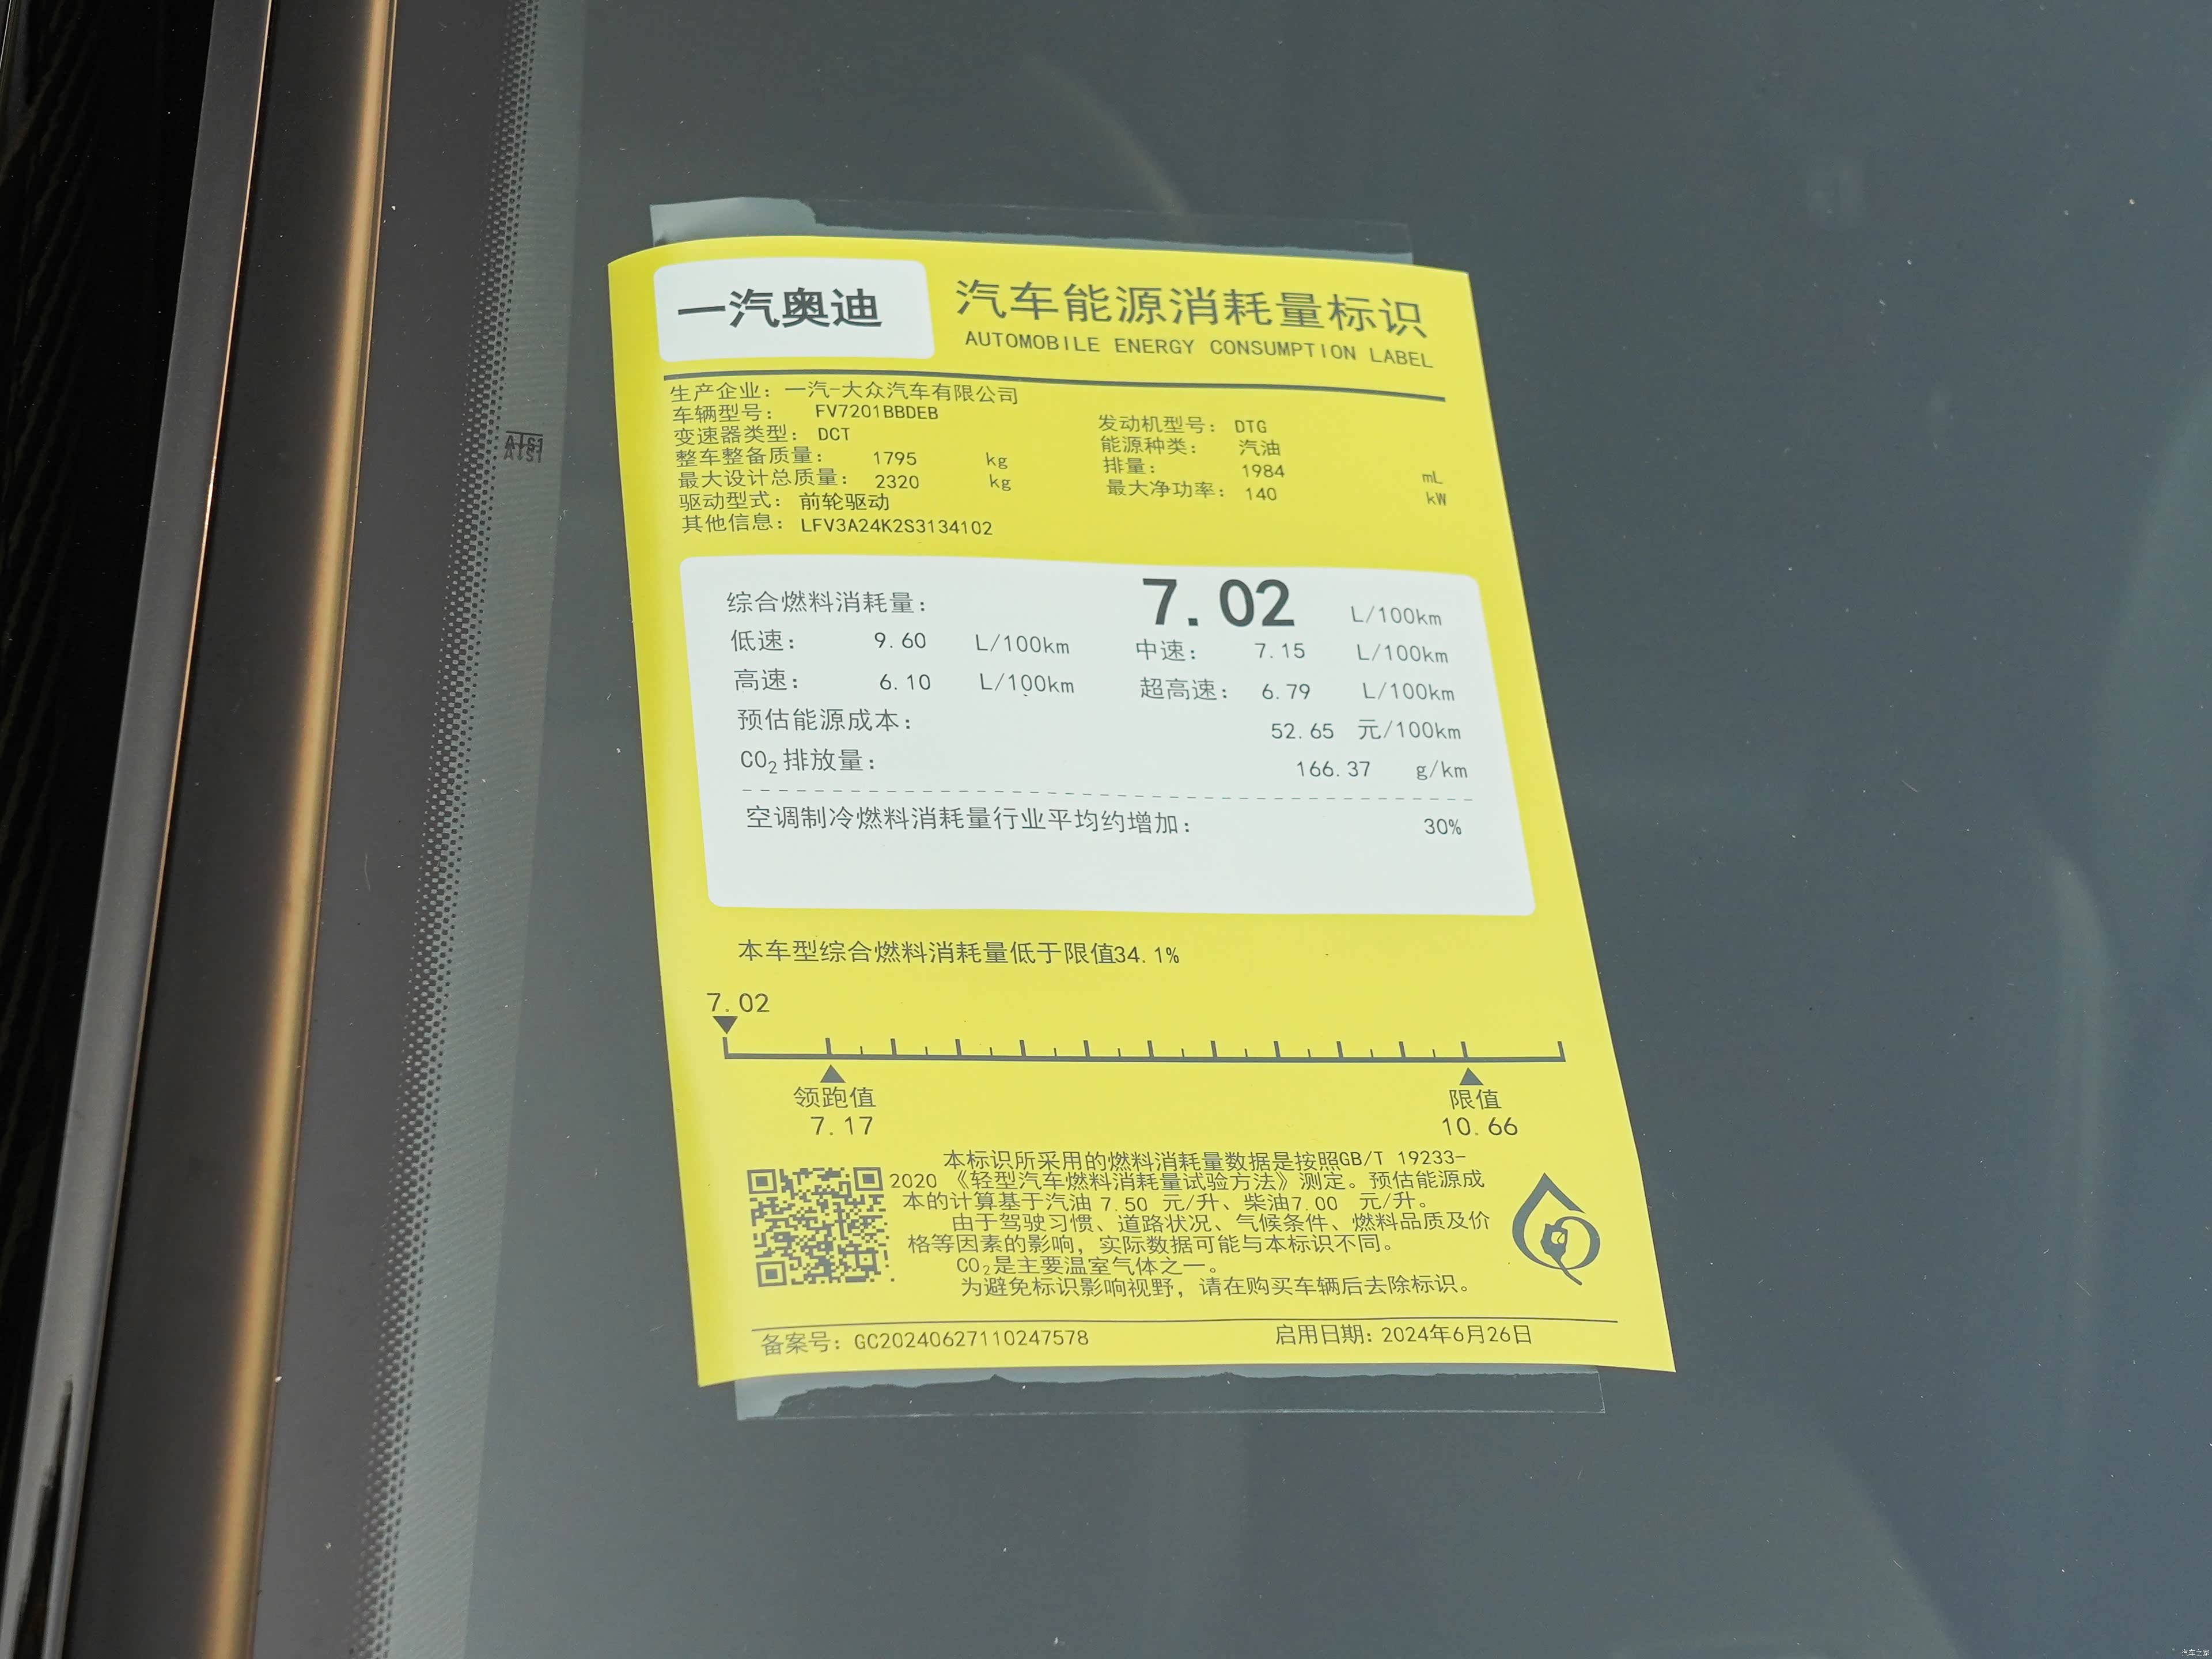 一汽奥迪
汽车能源消耗量标识
AUTOMOBILE ENERGY CONSUMPTION LABEL
生产企业：一汽-大众汽车有限公司
车辆型号： FV7201BBDEB 发动机型号： DTG
变速器类型： DCT 能源种类： 汽油
整车整备质量： 1795 kg 排量： 1984 mL
最大设计总质量： 2320 kg 最大净功率： 140 kW
驱动型式： 前轮驱动
其他信息： LFV3A24K2S3134102
综合燃料消耗量： 7.02 L/100km
低速： 9.60 L/100km 中速： 7.15 L/100km
高速： 6.10 L/100km 超高速： 6.79 L/100km
预估能源成本： 52.65 元/100km
CO₂排放量： 166.37 g/km
空调制冷燃料消耗量行业平均约增加： 30%
本车型综合燃料消耗量低于限值34.1%
7.02
领跑值 限值
7.17 10.66
本标识所采用的燃料消耗量数据是按照GB/T 19233-
2020 《轻型汽车燃料消耗量试验方法》测定。预估能源成
本的计算基于汽油 7.50 元/升、柴油7.00 元/升。
由于驾驶习惯、道路状况、气候条件、燃料品质及价
格等因素的影响，实际数据可能与本标识不同。
CO₂是主要温室气体之一。
为避免标识影响视野，请在购买车辆后去除标识。
备案号：GC20240627110247578 启用日期：2024年6月26日
汽车之家